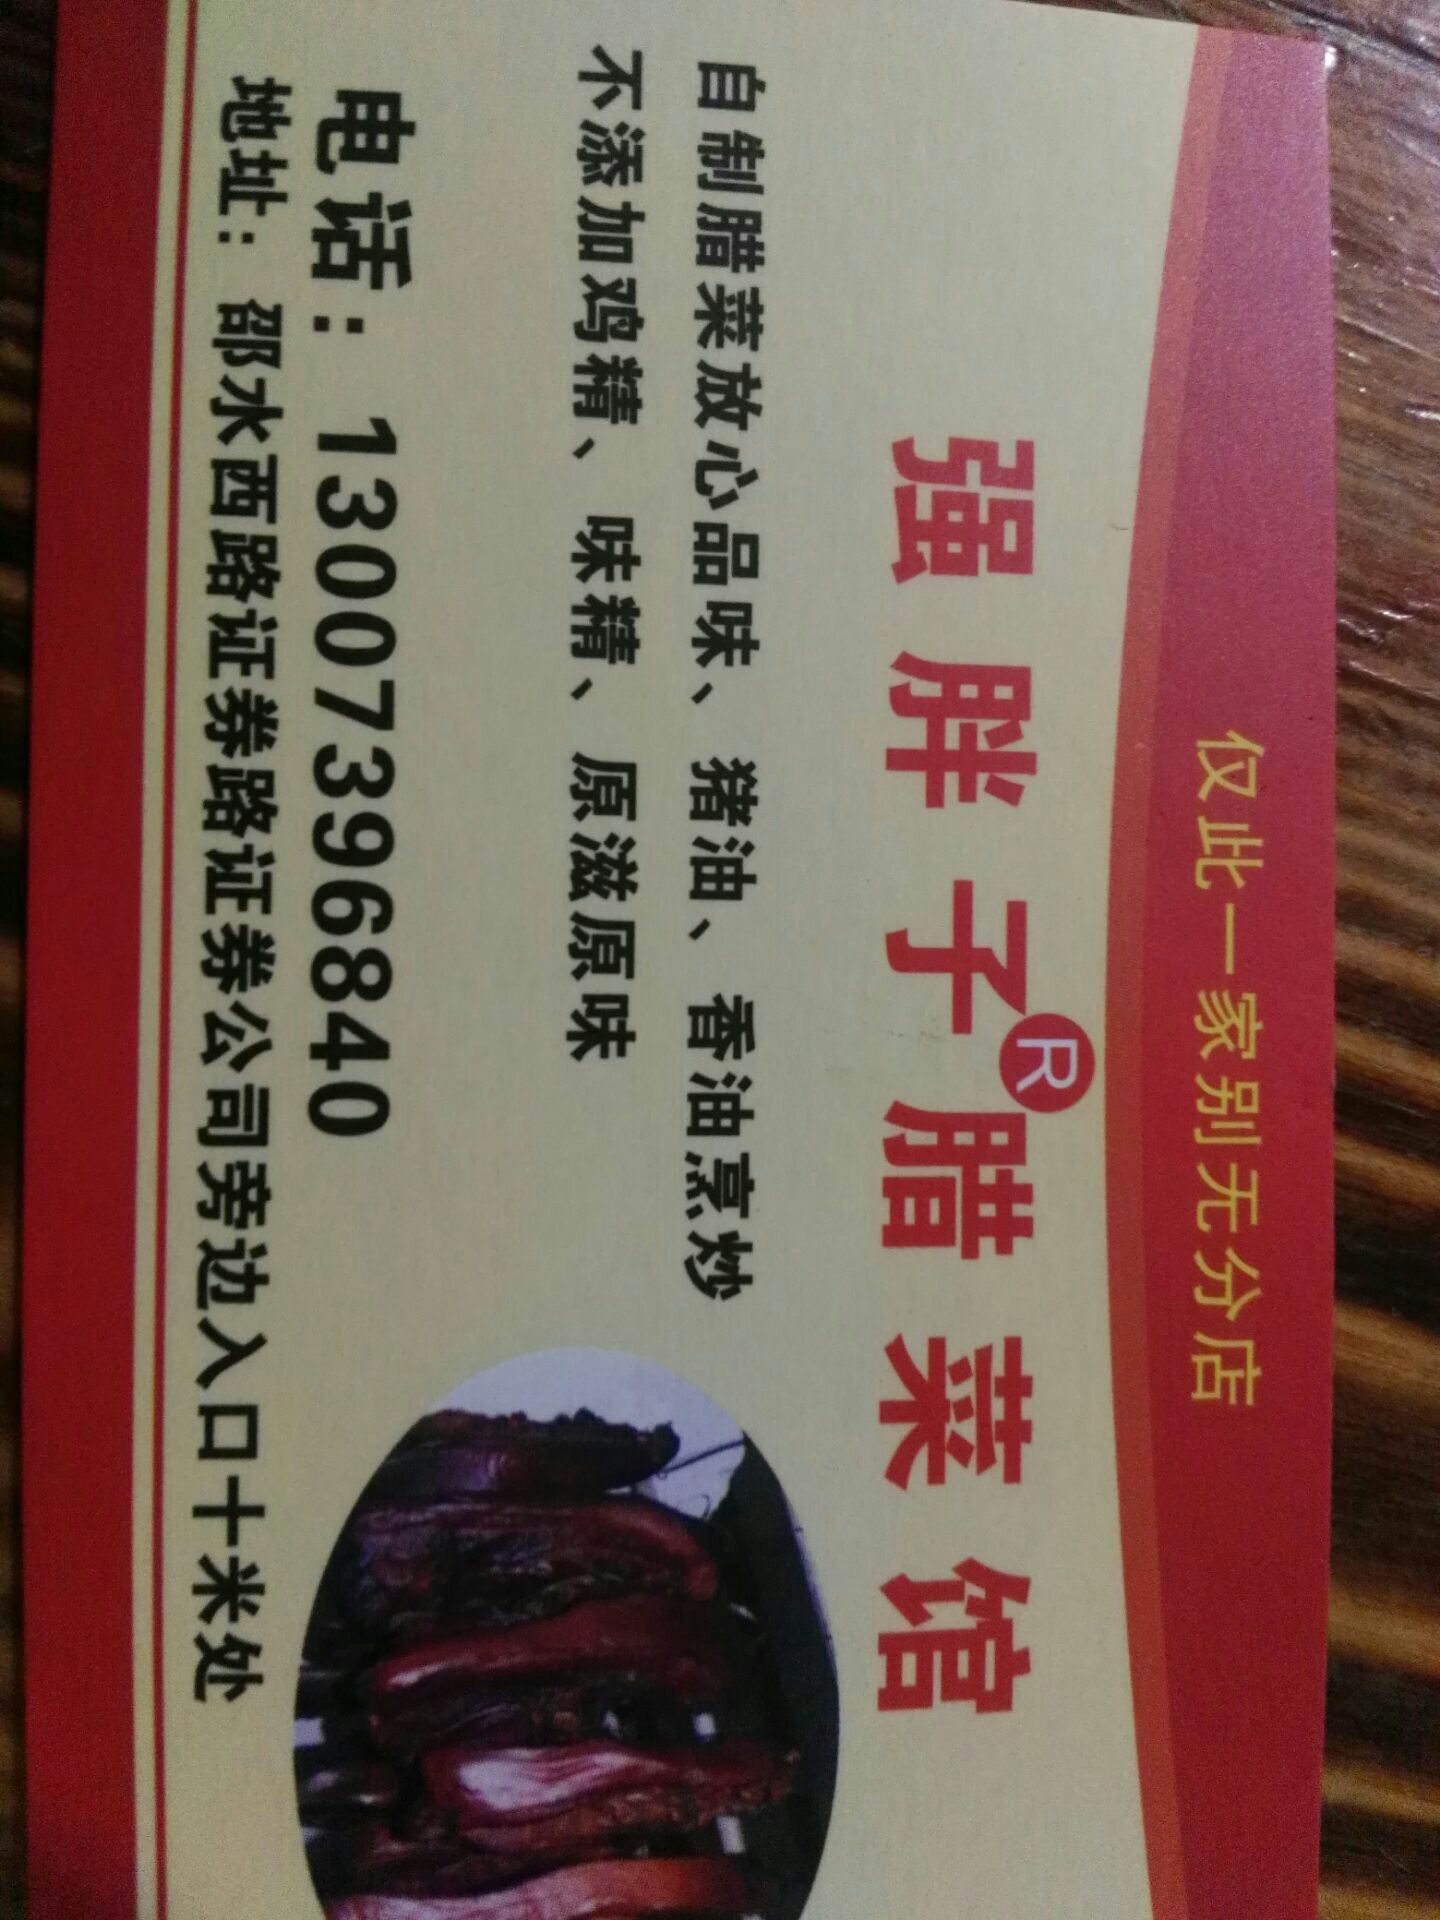 仅此一家别无分店
强胖子®腊菜馆
自制腊菜放心品味、猪油、香油烹炒
不添加鸡精、味精、原滋原味
电话：13007396840
地址：邵水西路证券路证券公司旁边入口十米处